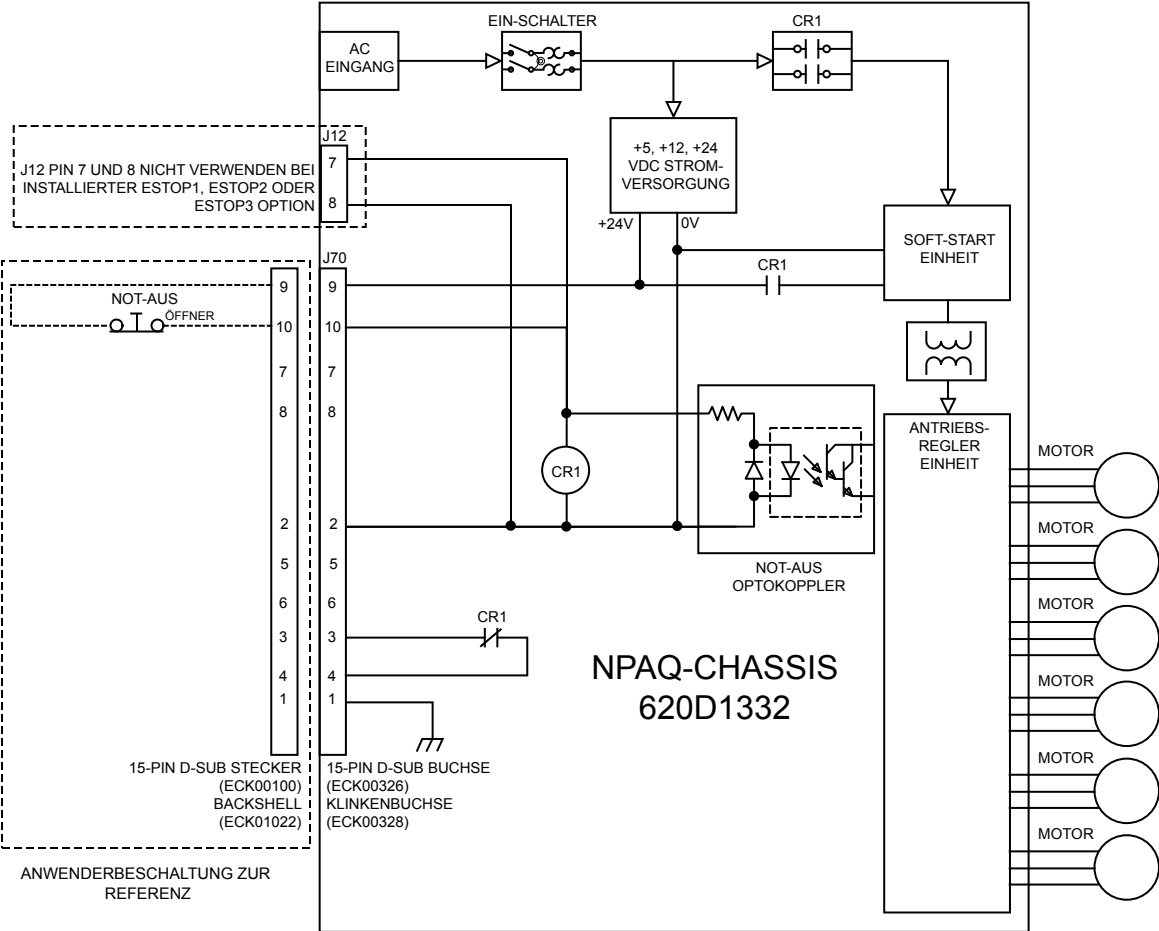 EIN-SCHALTER
CR1
AC
EINGANG
J12
7
8
J12 PIN 7 UND 8 NICHT VERWENDEN BEI
INSTALLIERTER ESTOP1, ESTOP2 ODER
ESTOP3 OPTION
+5, +12, +24
VDC STROM-
VERSORGUNG
+24V
0V
SOFT-START
EINHEIT
J70
CR1
NOT-AUS
ÖFFNER
9
10
7
8
2
5
6
3
4
1
9
10
7
8
2
5
6
3
4
1
CR1
NOT-AUS
OPTOKOPPLER
ANTRIEBS-
REGLER
EINHEIT
MOTOR
MOTOR
MOTOR
MOTOR
MOTOR
MOTOR
CR1
NPAQ-CHASSIS
620D1332
15-PIN D-SUB STECKER
(ECK00100)
BACKSHELL
(ECK01022)
15-PIN D-SUB BUCHSE
(ECK00326)
KLINKENBUCHSE
(ECK00328)
ANWENDERBESCHALTUNG ZUR
REFERENZ